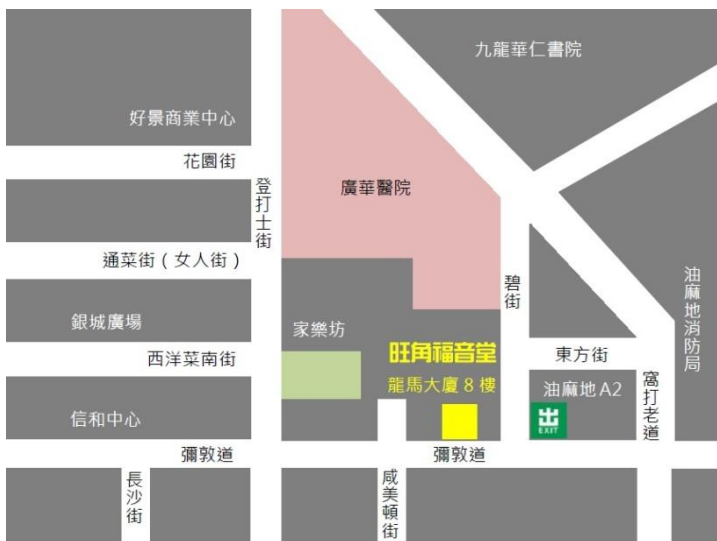 九龍華仁書院
好景商業中心
花園街
登打士街
廣華醫院
通菜街（女人街）
碧街
油麻地消防局
銀城廣場
家樂坊
旺角福音堂
西洋菜南街
東方街
龍馬大廈8樓
油麻地A2
窩打老道
信和中心
出
EXIT
彌敦道
彌敦道
長沙街
咸美頓街